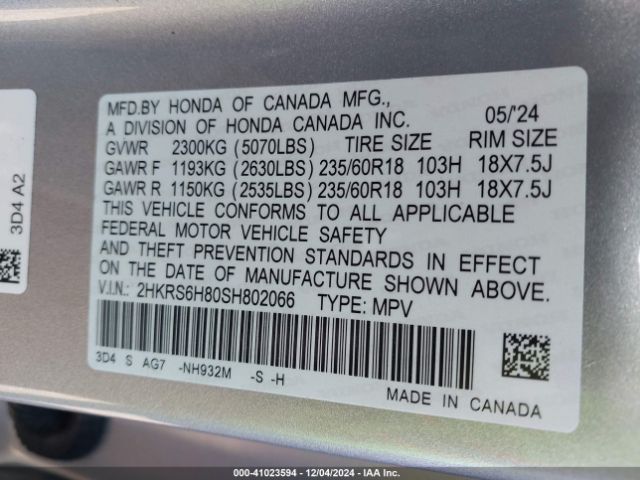 MFD.BY HONDA OF CANADA MFG.,
A DIVISION OF HONDA CANADA INC. 05/'24
GVWR 2300KG (5070LBS) TIRE SIZE RIM SIZE
GAWR F 1193KG (2630LBS) 235/60R18 103H 18X7.5J
GAWR R 1150KG (2535LBS) 235/60R18 103H 18X7.5J
THIS VEHICLE CONFORMS TO ALL APPLICABLE
FEDERAL MOTOR VEHICLE SAFETY
AND THEFT PREVENTION STANDARDS IN EFFECT
ON THE DATE OF MANUFACTURE SHOWN ABOVE.
V.I.N.: 2HKRS6H80SH802066 TYPE: MPV
3D4 S AG7 -NH932M -S -H
MADE IN CANADA
3D4 A2
000-41023594 - 12/04/2024 - IAA Inc.